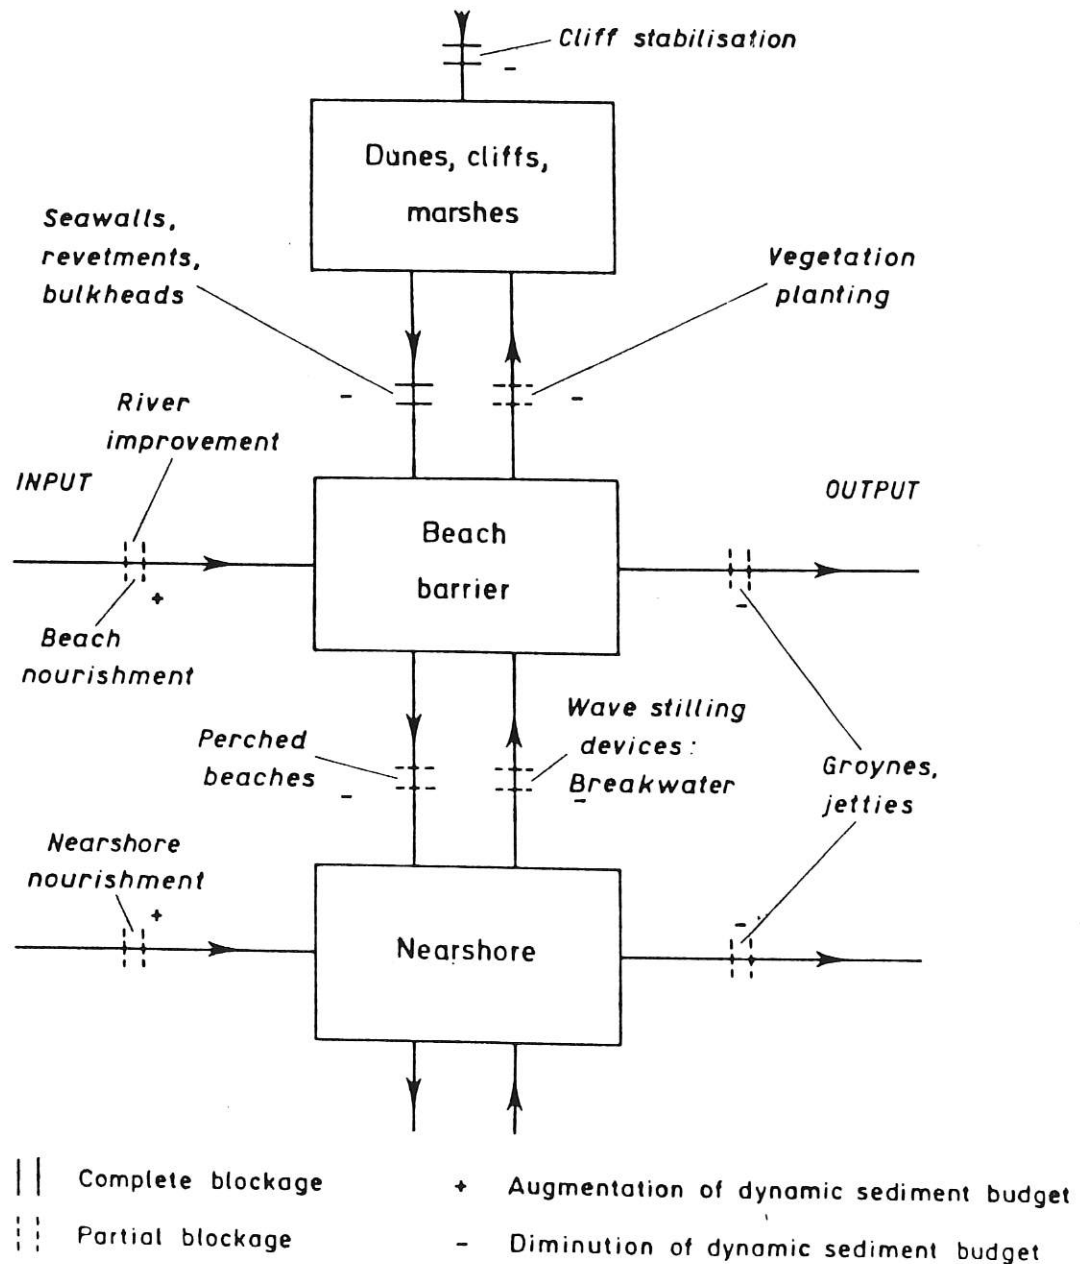 Cliff stabilisation
-
Dunes, cliffs,
marshes
Seawalls,
revetments,
bulkheads
Vegetation
planting
-
-
River
improvement
INPUT
OUTPUT
Beach
barrier
+
-
Beach
nourishment
Perched
beaches
-
Wave stilling
devices:
Breakwater
-
Groynes,
jetties
Nearshore
nourishment
+
-
Nearshore
Complete blockage
+ Augmentation of dynamic sediment budget
Partial blockage
- Diminution of dynamic sediment budget